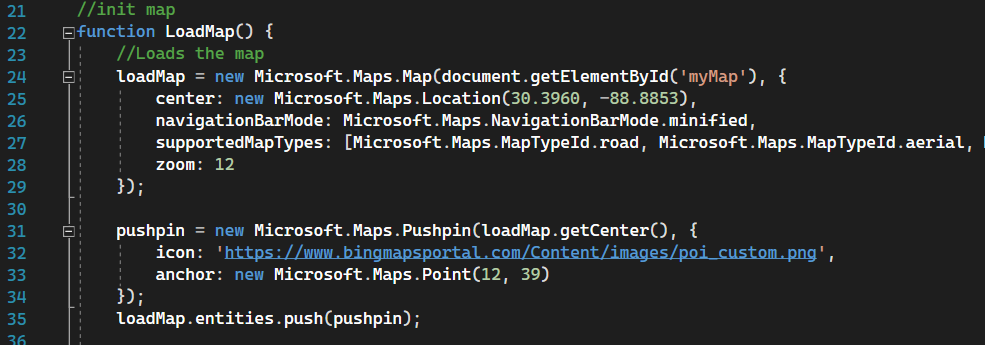 21 //init map
22 function LoadMap() {
23 //Loads the map
24 loadMap = new Microsoft.Maps.Map(document.getElementById('myMap'), {
25 center: new Microsoft.Maps.Location(30.3960, -88.8853),
26 navigationBarMode: Microsoft.Maps.NavigationBarMode.minified,
27 supportedMapTypes: [Microsoft.Maps.MapTypeId.road, Microsoft.Maps.MapTypeId.aerial,
28 zoom: 12
29 });
30
31 pushpin = new Microsoft.Maps.Pushpin(loadMap.getCenter(), {
32 icon: 'https://www.bingmapsportal.com/Content/images/poi_custom.png',
33 anchor: new Microsoft.Maps.Point(12, 39)
34 });
35 loadMap.entities.push(pushpin);
36